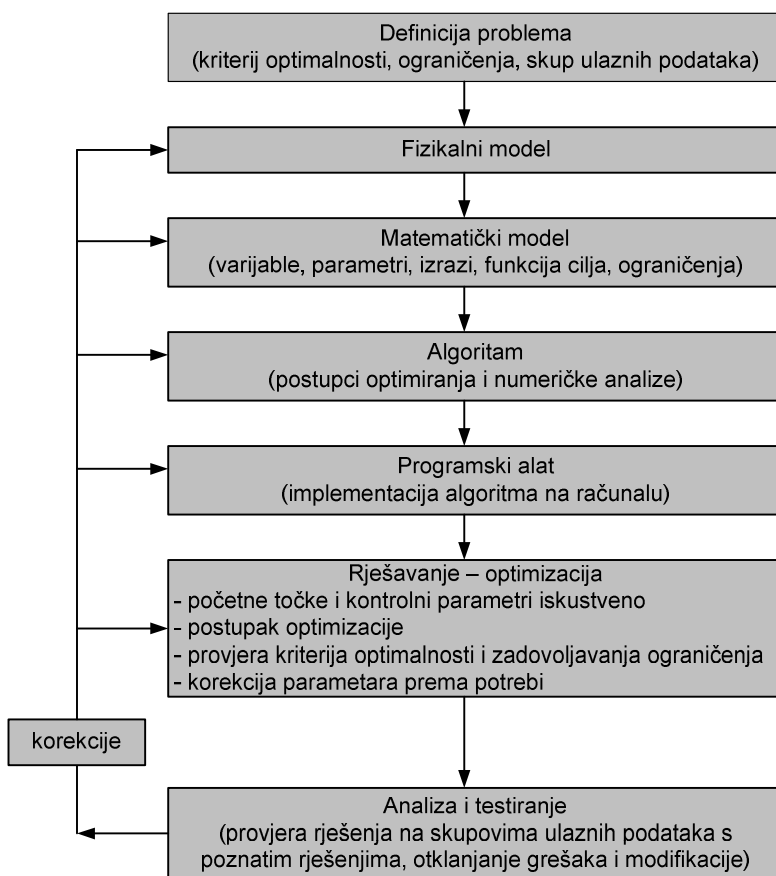 Definicija problema
(kriterij optimalnosti, ograničenja, skup ulaznih podataka)
Fizikalni model
Matematički model
(varijable, parametri, izrazi, funkcija cilja, ograničenja)
Algoritam
(postupci optimiranja i numeričke analize)
Programski alat
(implementacija algoritma na računalu)
Rješavanje – optimizacija
- početne točke i kontrolni parametri iskustveno
- postupak optimizacije
- provjera kriterija optimalnosti i zadovoljavanja ograničenja
- korekcija parametara prema potrebi
korekcije
Analiza i testiranje
(provjera rješenja na skupovima ulaznih podataka s
poznatim rješenjima, otklanjanje grešaka i modifikacije)